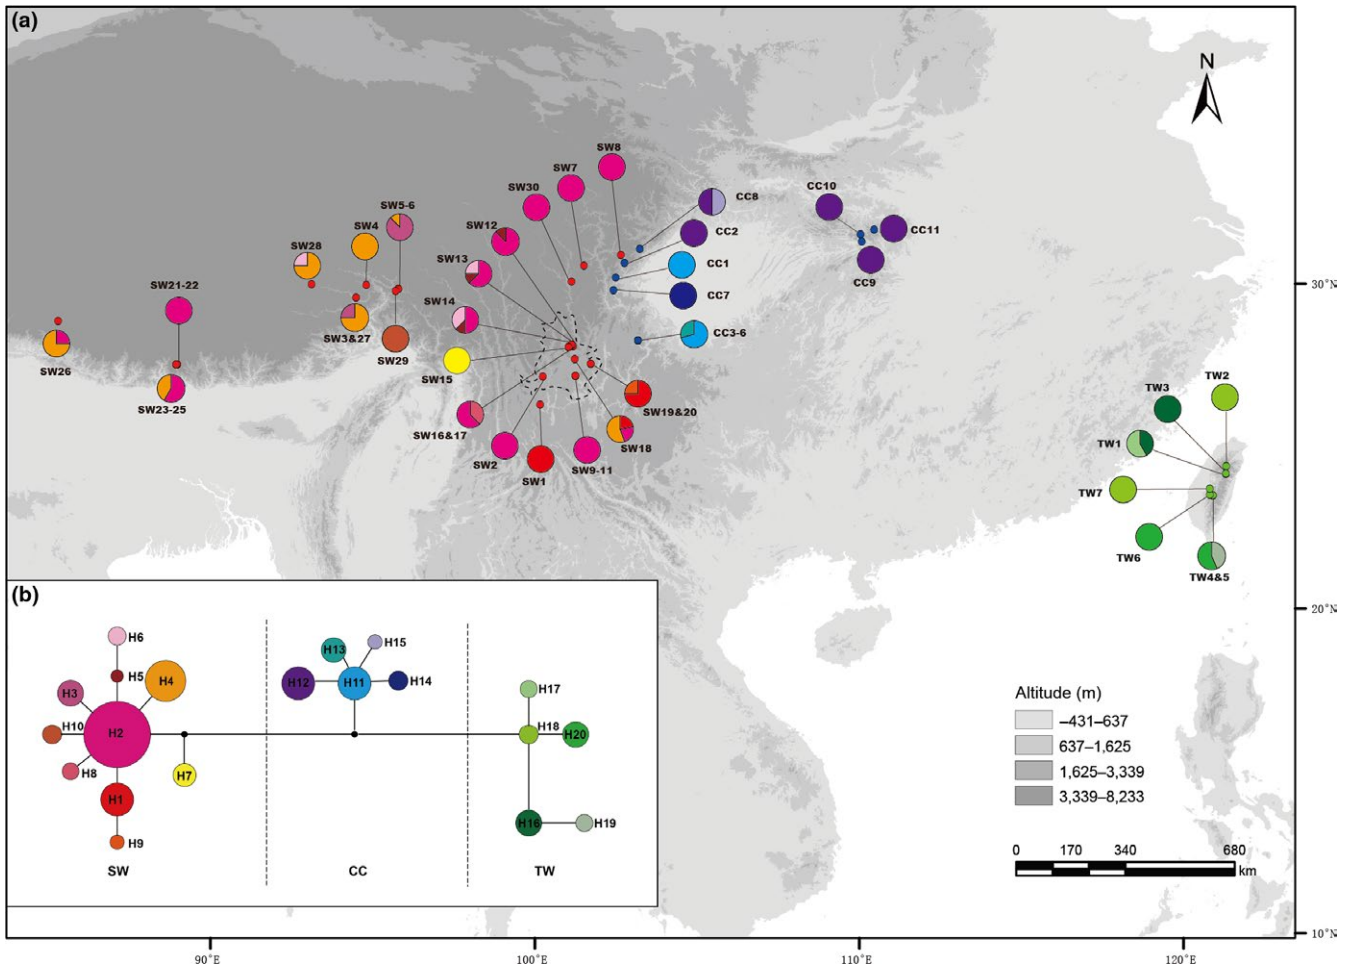 (a)
N
SW8
SW7
SW30
CC8
CC10
SW5-6
SW4
SW12
CC2
CC11
SW28
SW13
CC1
CC9
SW21-22
SW14
CC7
30°N
SW3&27
SW29
CC3-6
SW26
SW15
SW23-25
SW19&20
TW2
TW3
SW16&17
SW18
TW1
SW2
SW1
SW9-11
TW7
TW6
TW4&5
(b)
20°N
H6
H15
H13
H5
H4
H12
H11
H14
H3
H17
H10
H2
H18
H20
H8
H7
H1
H16
H19
H9
SW
CC
TW
Altitude (m)
–431–637
637–1,625
1,625–3,339
3,339–8,233
0 170 340 680
km
10°N
90°E
100°E
110°E
120°E